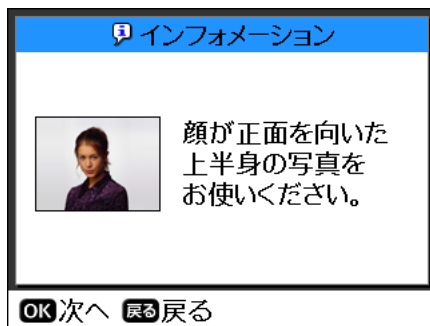 インフォメーション
顔が正面を向いた
上半身の写真を
お使いください。
OK次へ 戻る戻る